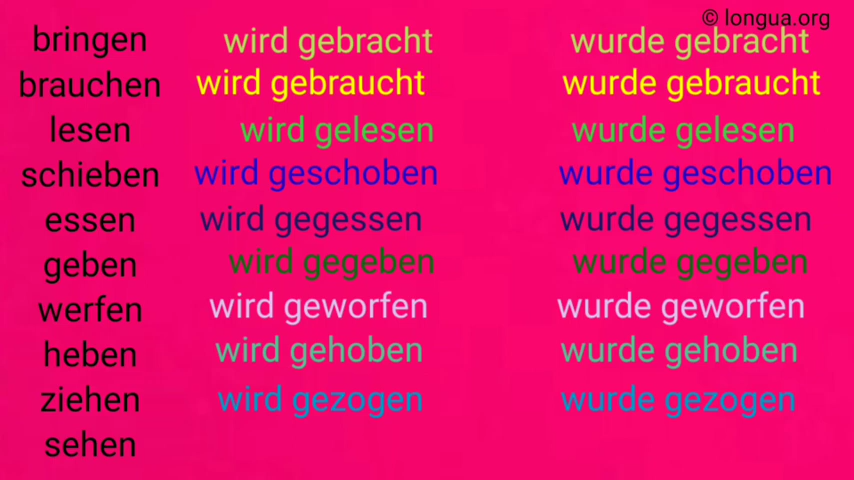 © longua.org
bringen wird gebracht wurde gebracht
brauchen wird gebraucht wurde gebraucht
lesen wird gelesen wurde gelesen
schieben wird geschoben wurde geschoben
essen wird gegessen wurde gegessen
geben wird gegeben wurde gegeben
werfen wird geworfen wurde geworfen
heben wird gehoben wurde gehoben
ziehen wird gezogen wurde gezogen
sehen